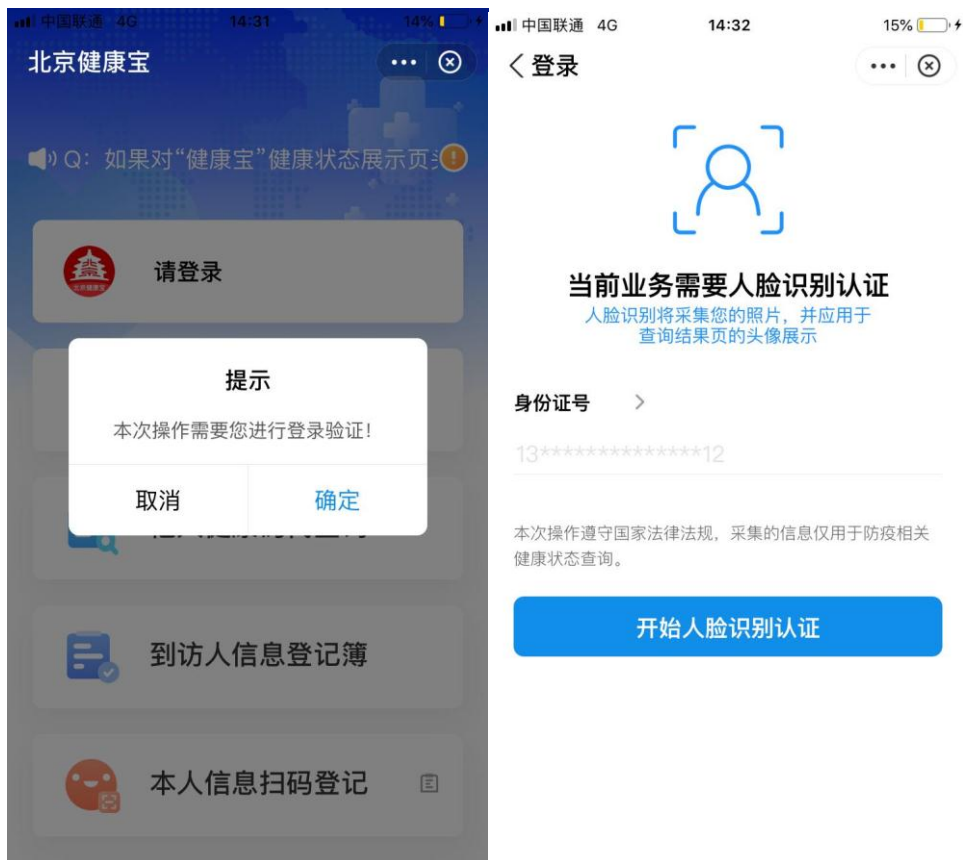 中国联通 4G 14:31 14%
北京健康宝
Q：如果对“健康宝”健康状态展示页
请登录
北京健康宝
提示
本次操作需要您进行登录验证！
取消 确定
到访人信息登记簿
本人信息扫码登记
中国联通 4G 14:32 15%
登录
当前业务需要人脸识别认证
人脸识别将采集您的照片，并应用于
查询结果页的头像展示
身份证号
13**************12
本次操作遵守国家法律法规，采集的信息仅用于防疫相关
健康状态查询。
开始人脸识别认证